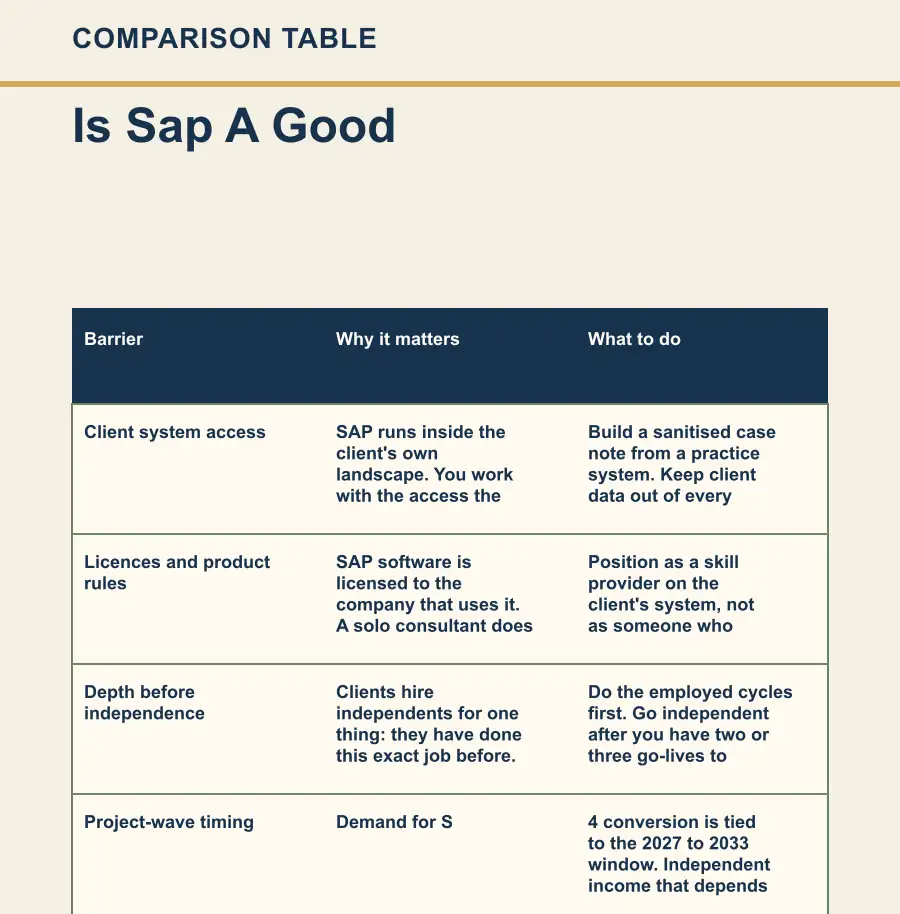 COMPARISON TABLE
Is Sap A Good
Barrier
Why it matters
What to do
Client system access
SAP runs inside the
client's own
landscape. You work
with the access the
Build a sanitised case
note from a practice
system. Keep client
data out of every
Licences and product
rules
SAP software is
licensed to the
company that uses it.
A solo consultant does
Position as a skill
provider on the
client's system, not
as someone who
Depth before
independence
Clients hire
independents for one
thing: they have done
this exact job before.
Do the employed cycles
first. Go independent
after you have two or
three go-lives to
Project-wave timing
Demand for S
4 conversion is tied
to the 2027 to 2033
window. Independent
income that depends